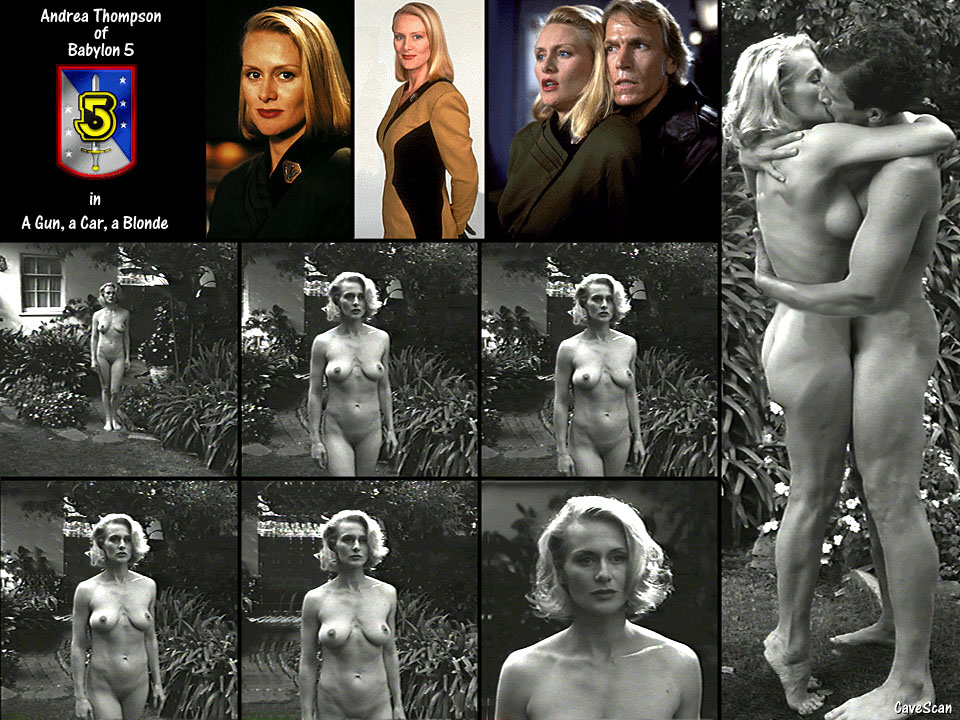 Andrea Thompson
of
Babylon 5
5
in
A Gun, a Car, a Blonde
CaveScan